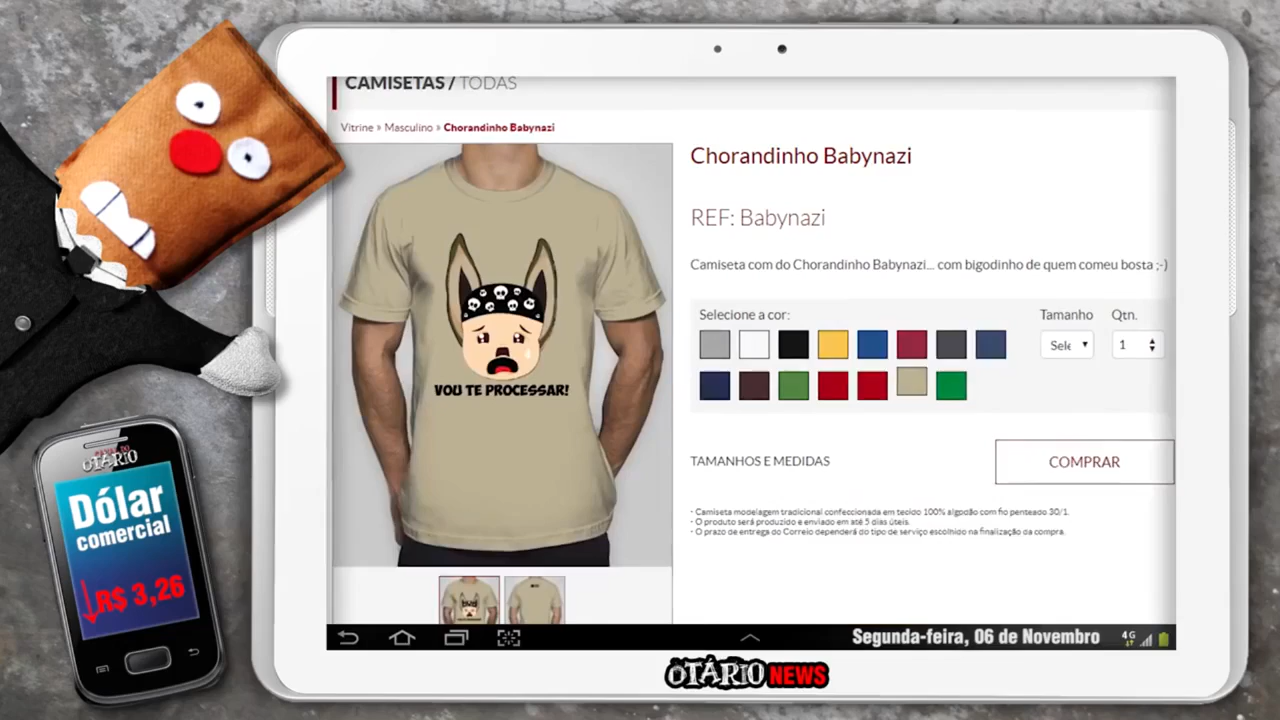 CAMISETAS / TODAS
Vitrine » Masculino » Chorandinho Babynazi
Chorandinho Babynazi
REF: Babynazi
Camiseta com do Chorandinho Babynazi... com bigodinho de quem comeu bosta ;-)
Selecione a cor:
Tamanho
Qtn.
Sele
1
VOU TE PROCESSAR!
TAMANHOS E MEDIDAS
COMPRAR
- Camiseta modelagem tradicional confeccionada em tecido 100% algodão com fio penteado 30/1.
- O produto será produzido e enviado em até 5 dias úteis.
- O prazo de entrega do Correio dependerá do tipo de serviço escolhido na finalização da compra.
OTÁRIO
Dólar
comercial
R$ 3,26
Segunda-feira, 06 de Novembro
4G
OTÁRIO NEWS